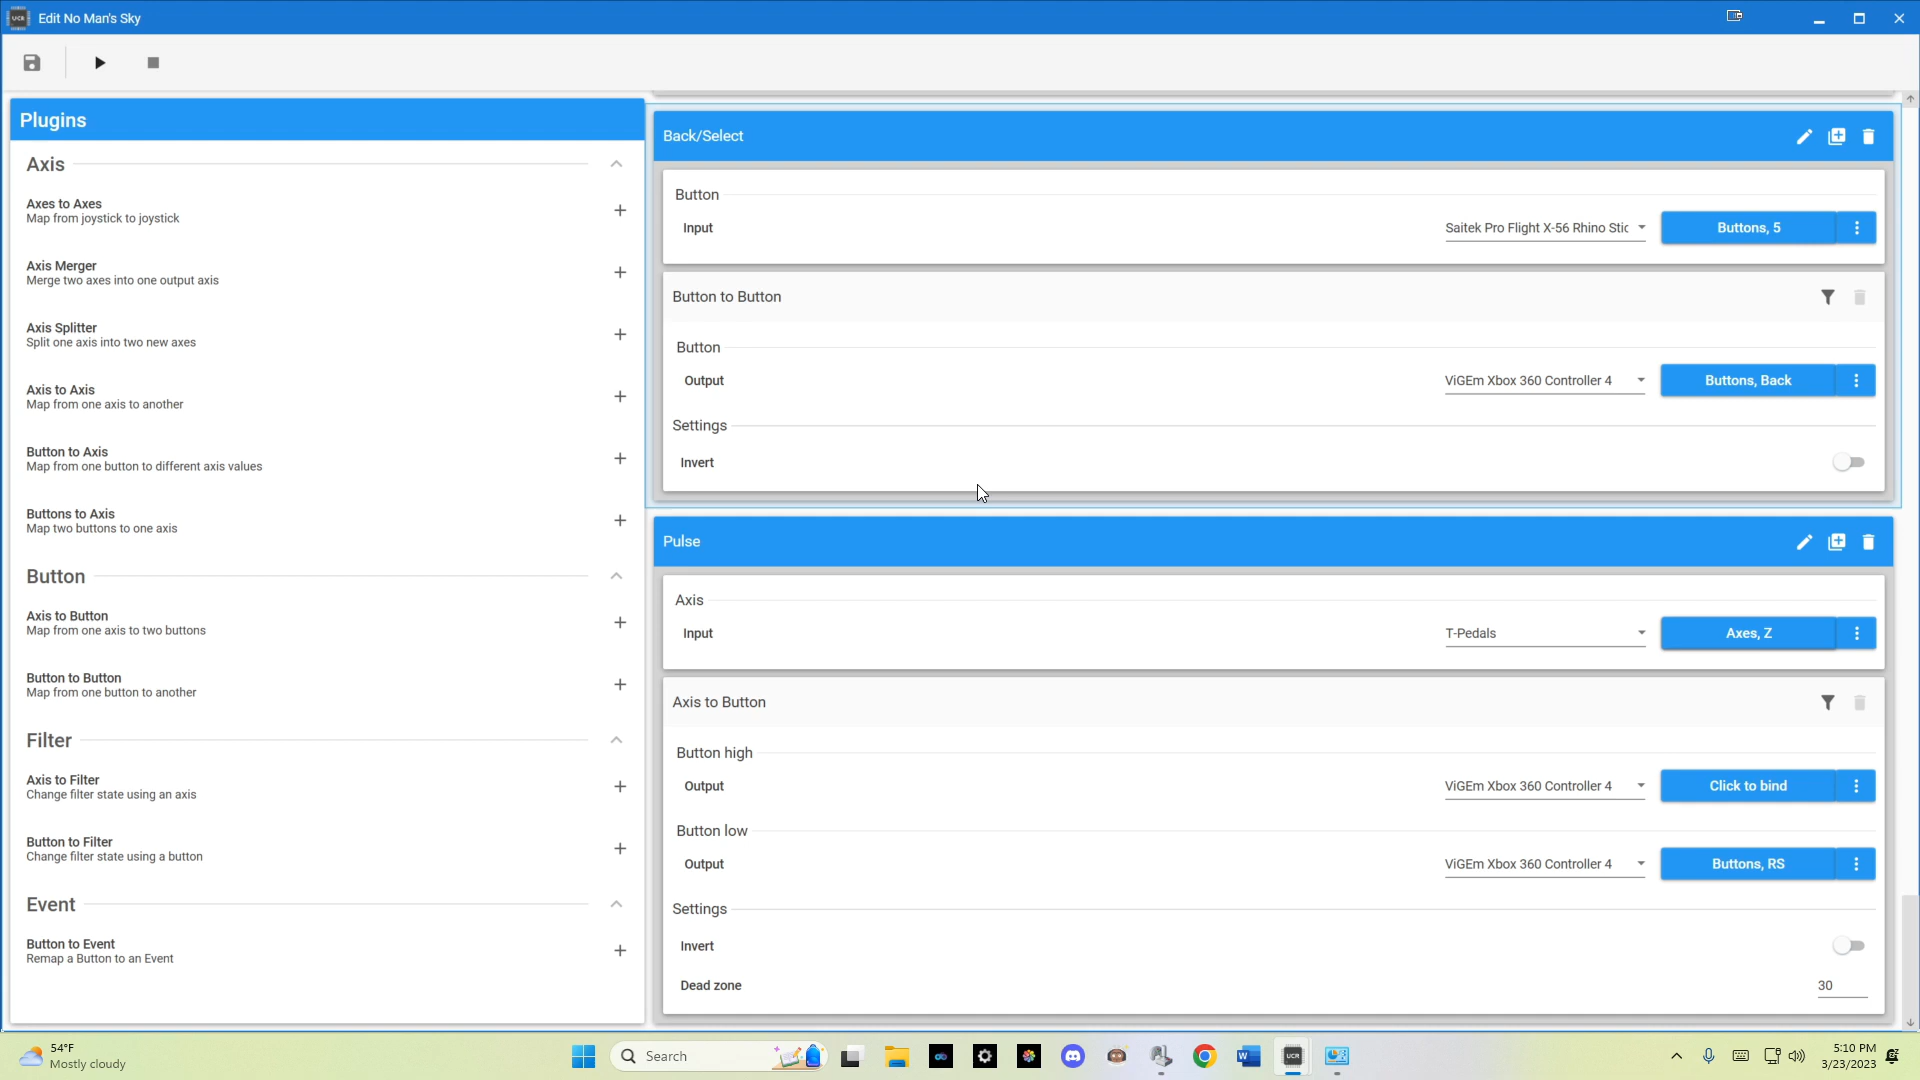 UCR
Edit No Man's Sky
Plugins
Axis
Axes to Axes
Map from joystick to joystick
Axis Merger
Merge two axes into one output axis
Axis Splitter
Split one axis into two new axes
Axis to Axis
Map from one axis to another
Button to Axis
Map from one button to different axis values
Buttons to Axis
Map two buttons to one axis
Button
Axis to Button
Map from one axis to two buttons
Button to Button
Map from one button to another
Filter
Axis to Filter
Change filter state using an axis
Button to Filter
Change filter state using a button
Event
Button to Event
Remap a Button to an Event
Back/Select
Button
Input
Saitek Pro Flight X-56 Rhino Stic
Buttons, 5
Button to Button
Button
Output
ViGEm Xbox 360 Controller 4
Buttons, Back
Settings
Invert
Pulse
Axis
Input
T-Pedals
Axes, Z
Axis to Button
Button high
Output
ViGEm Xbox 360 Controller 4
Click to bind
Button low
Output
ViGEm Xbox 360 Controller 4
Buttons, RS
Settings
Invert
Dead zone
30
54°F
Mostly cloudy
Search
UCR
5:10 PM
3/23/2023